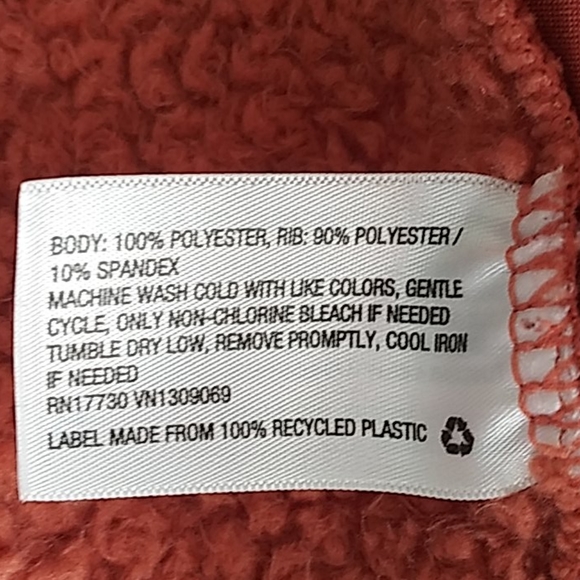 BODY: 100% POLYESTER, RIB: 90% POLYESTER /
10% SPANDEX
MACHINE WASH COLD WITH LIKE COLORS, GENTLE
CYCLE, ONLY NON-CHLORINE BLEACH IF NEEDED
TUMBLE DRY LOW, REMOVE PROMPTLY, COOL IRON
IF NEEDED
RN17730 VN1309069
LABEL MADE FROM 100% RECYCLED PLASTIC